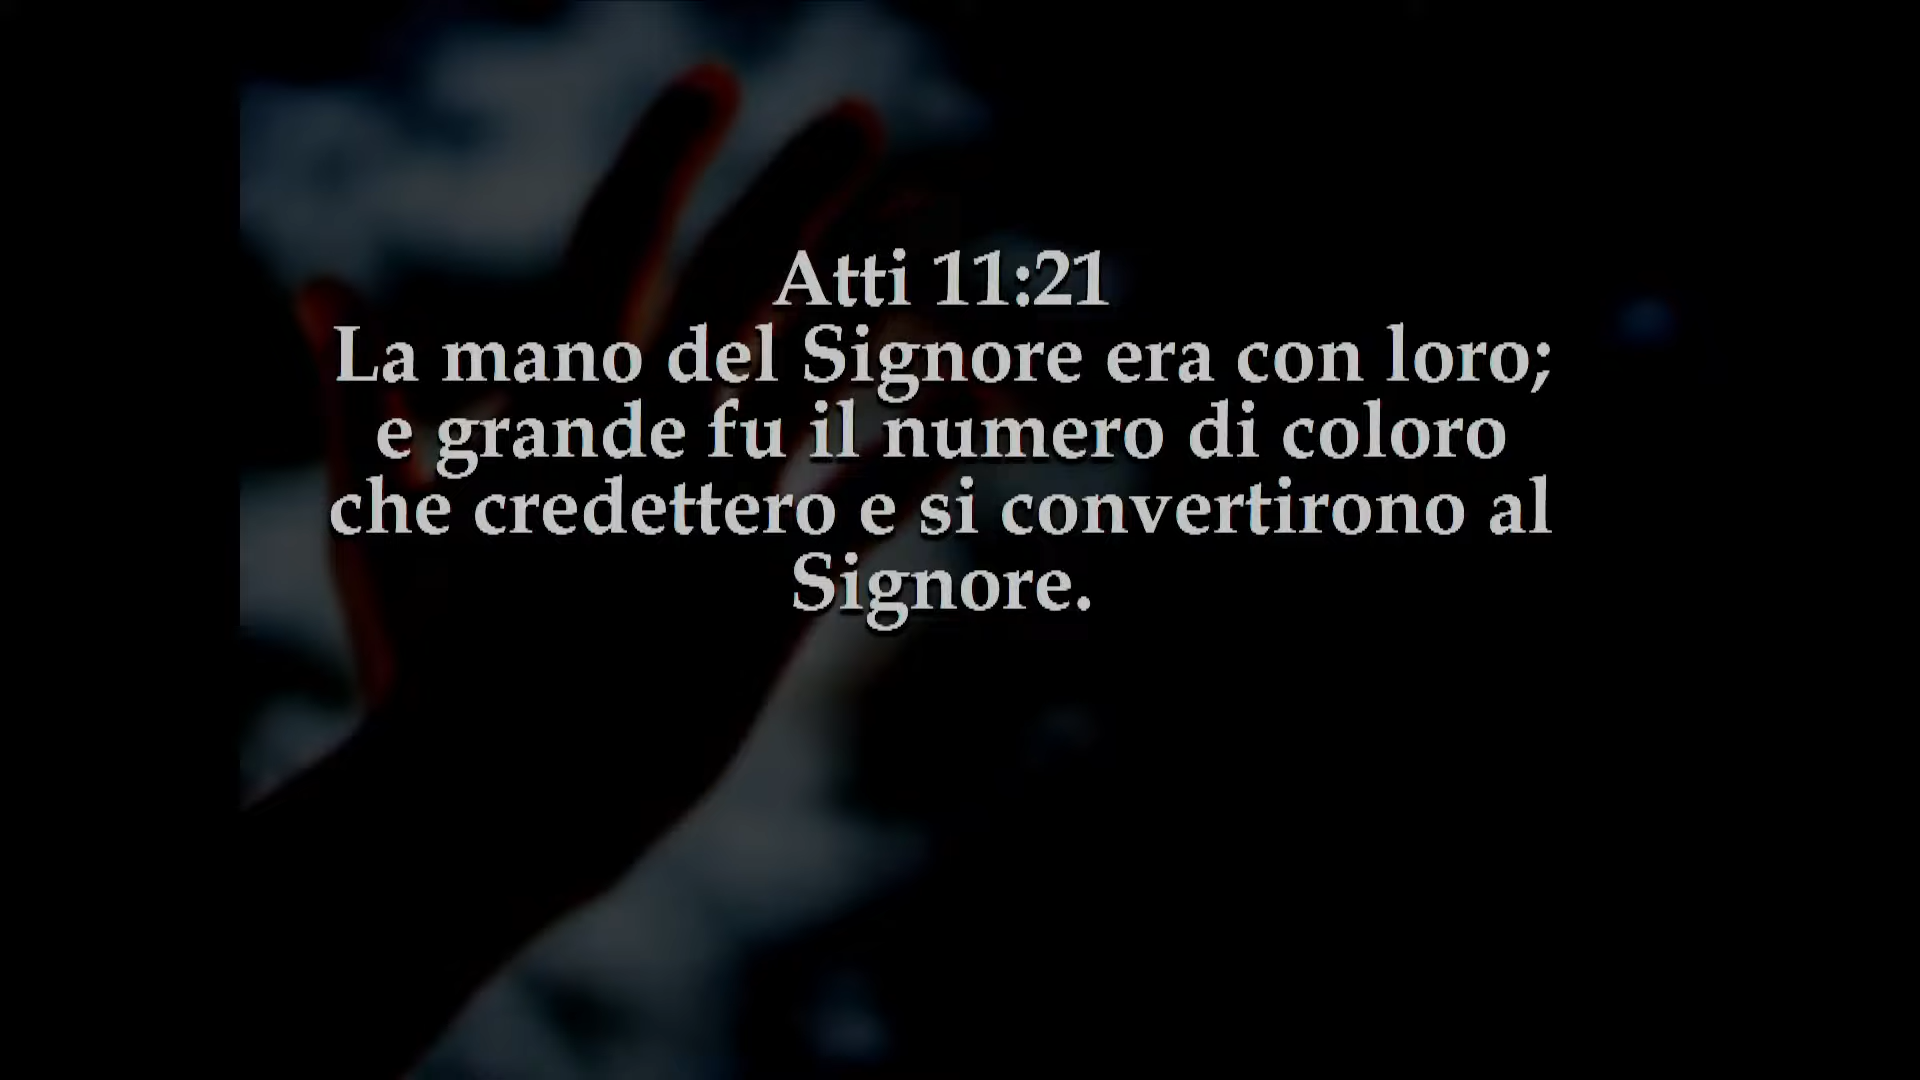 Atti 11:21
La mano del Signore era con loro;
e grande fu il numero di coloro
che credettero e si convertirono al
Signore.